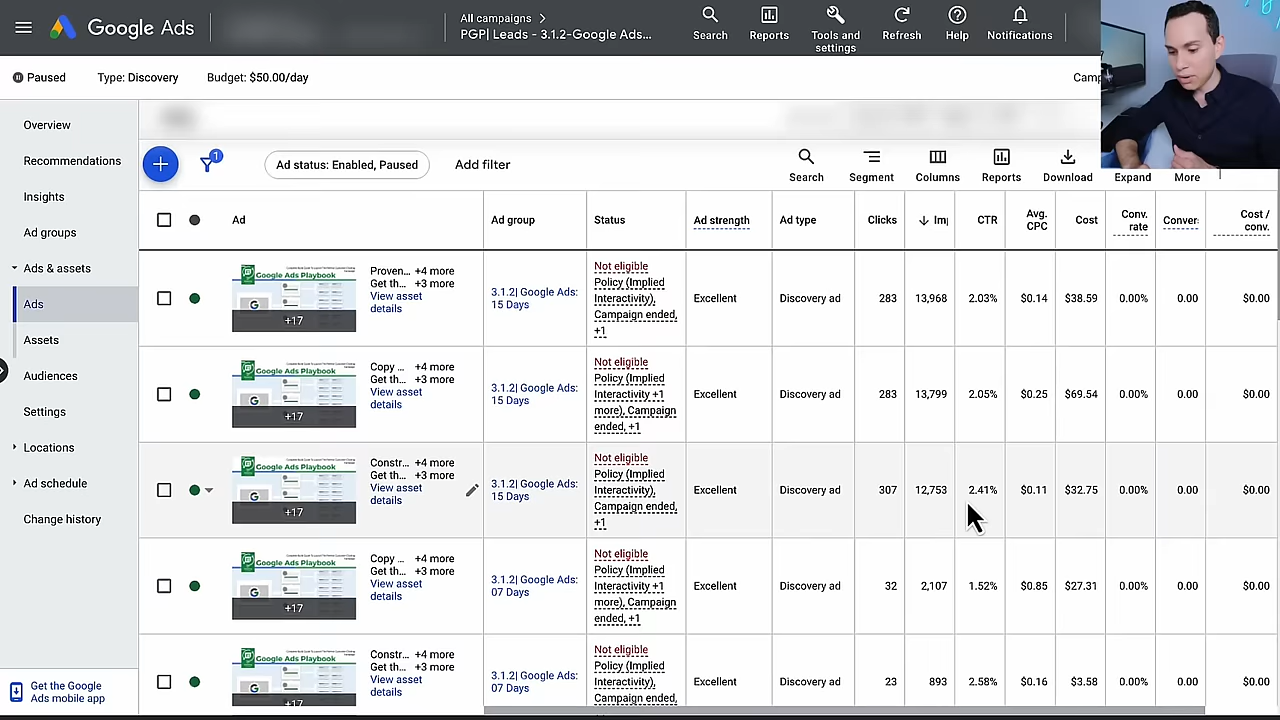 Google Ads
All campaigns
PGP| Leads - 3.1.2-Google Ads...
Search
Reports
Tools and
settings
Refresh
Help
Notifications
Paused
Type: Discovery
Budget: $50.00/day
Camp
Overview
Recommendations
Insights
Ad groups
Ads & assets
Ads
Assets
Audiences
Settings
Locations
Ad schedule
Change history
Get the Google
Ads mobile app
1
Ad status: Enabled, Paused
Add filter
Search
Segment
Columns
Reports
Download
Expand
More
Ad
Ad group
Status
Ad strength
Ad type
Clicks
Imp
CTR
Avg.
CPC
Cost
Conv.
rate
Conver
Cost /
conv.
Google Ads Playbook
G
+17
Proven... +4 more
Get th... +3 more
View asset
details
3.1.2| Google Ads:
15 Days
Not eligible
Policy (Implied
Interactivity),
Campaign ended,
+1
Excellent
Discovery ad
283
13,968
2.03%
$0.14
$38.59
0.00%
0.00
$0.00
Google Ads Playbook
G
+17
Copy ... +4 more
Get th... +3 more
View asset
details
3.1.2| Google Ads:
15 Days
Not eligible
Policy (Implied
Interactivity +1
more), Campaign
ended, +1
Excellent
Discovery ad
283
13,799
2.05%
$0.25
$69.54
0.00%
0.00
$0.00
Google Ads Playbook
G
+17
Constr... +4 more
Get th... +3 more
View asset
details
3.1.2| Google Ads:
15 Days
Not eligible
Policy (Implied
Interactivity),
Campaign ended,
+1
Excellent
Discovery ad
307
12,753
2.41%
$0.11
$32.75
0.00%
0.00
$0.00
Google Ads Playbook
G
+17
Copy ... +4 more
Get th... +3 more
View asset
details
3.1.2| Google Ads:
07 Days
Not eligible
Policy (Implied
Interactivity +1
more), Campaign
ended, +1
Excellent
Discovery ad
32
2,107
1.52%
$0.85
$27.31
0.00%
0.00
$0.00
Google Ads Playbook
G
+17
Constr... +4 more
Get th... +3 more
View asset
details
3.1.2| Google Ads:
07 Days
Not eligible
Policy (Implied
Interactivity),
Campaign ended,
Excellent
Discovery ad
23
893
2.58%
$0.16
$3.58
0.00%
0.00
$0.00